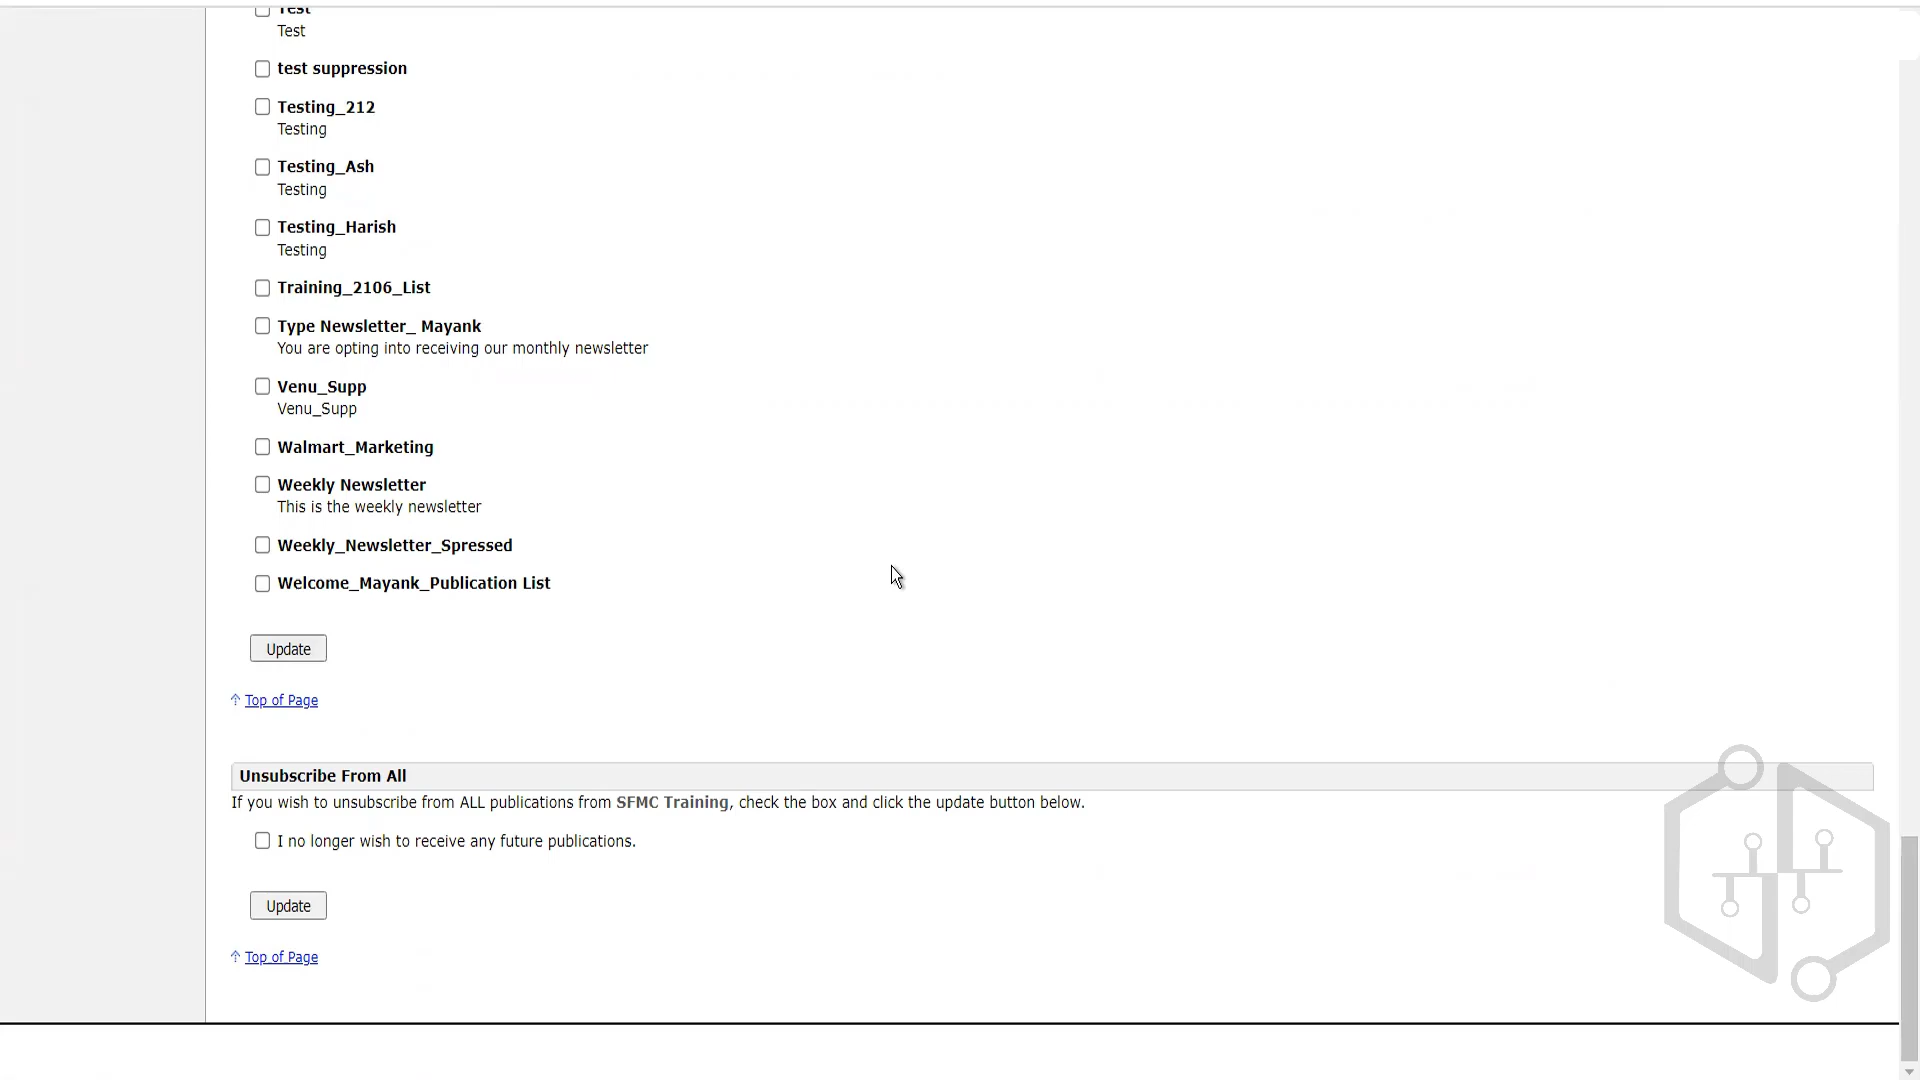 Test
Test
test suppression
Testing_212
Testing
Testing_Ash
Testing
Testing_Harish
Testing
Training_2106_List
Type Newsletter_ Mayank
You are opting into receiving our monthly newsletter
Venu_Supp
Venu_Supp
Walmart_Marketing
Weekly Newsletter
This is the weekly newsletter
Weekly_Newsletter_Spressed
Welcome_Mayank_Publication List
Update
Top of Page
Unsubscribe From All
If you wish to unsubscribe from ALL publications from SFMC Training, check the box and click the update button below.
I no longer wish to receive any future publications.
Update
Top of Page